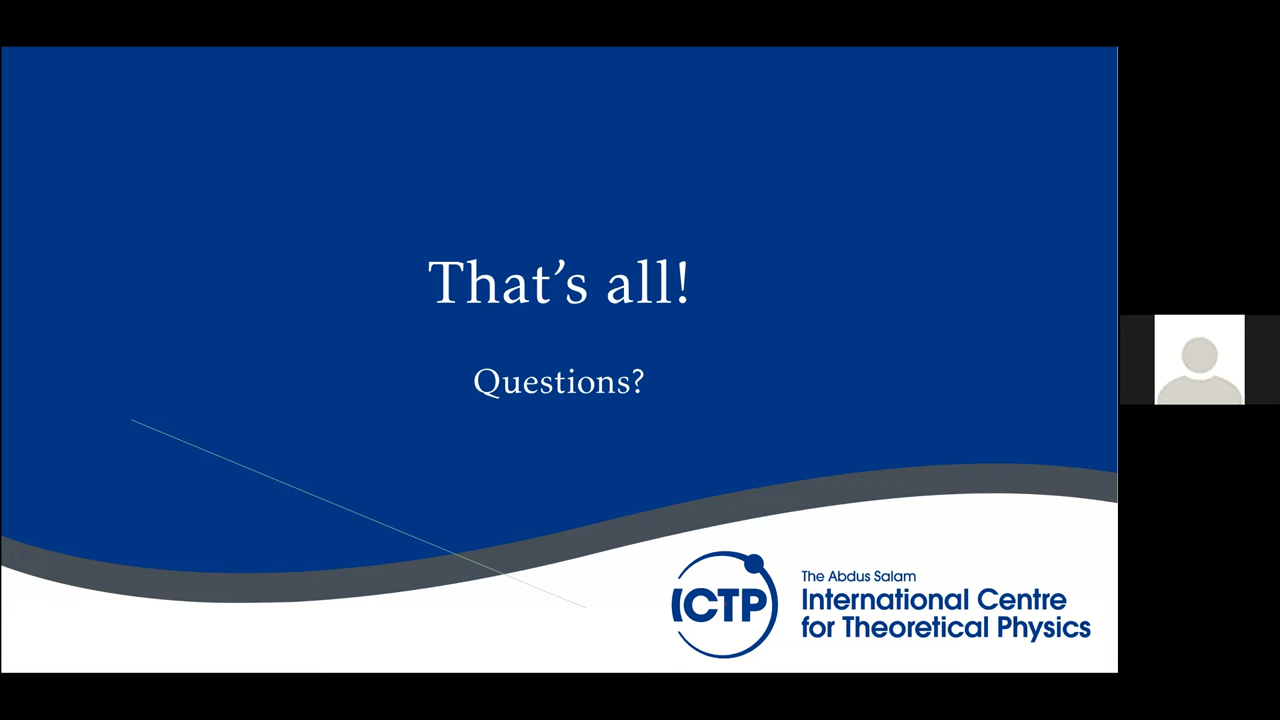 That’s all!
Questions?
ICTP
The Abdus Salam
International Centre
for Theoretical Physics